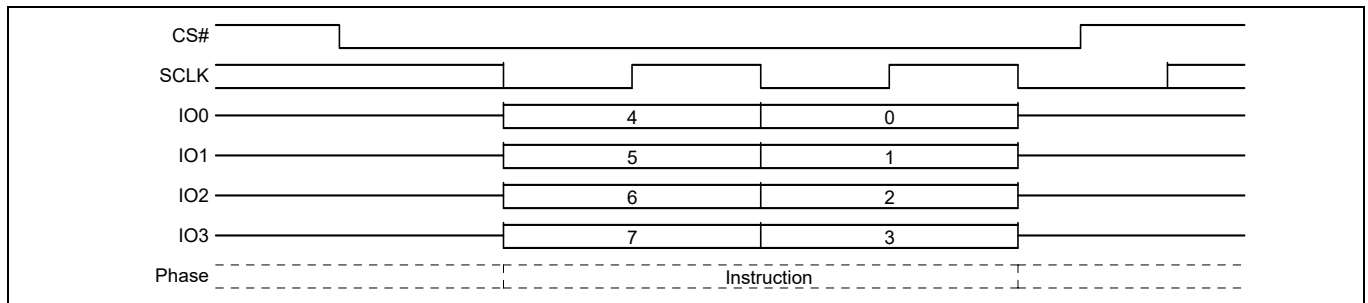 CS#
SCLK
IO0 4 0
IO1 5 1
IO2 6 2
IO3 7 3
Phase Instruction